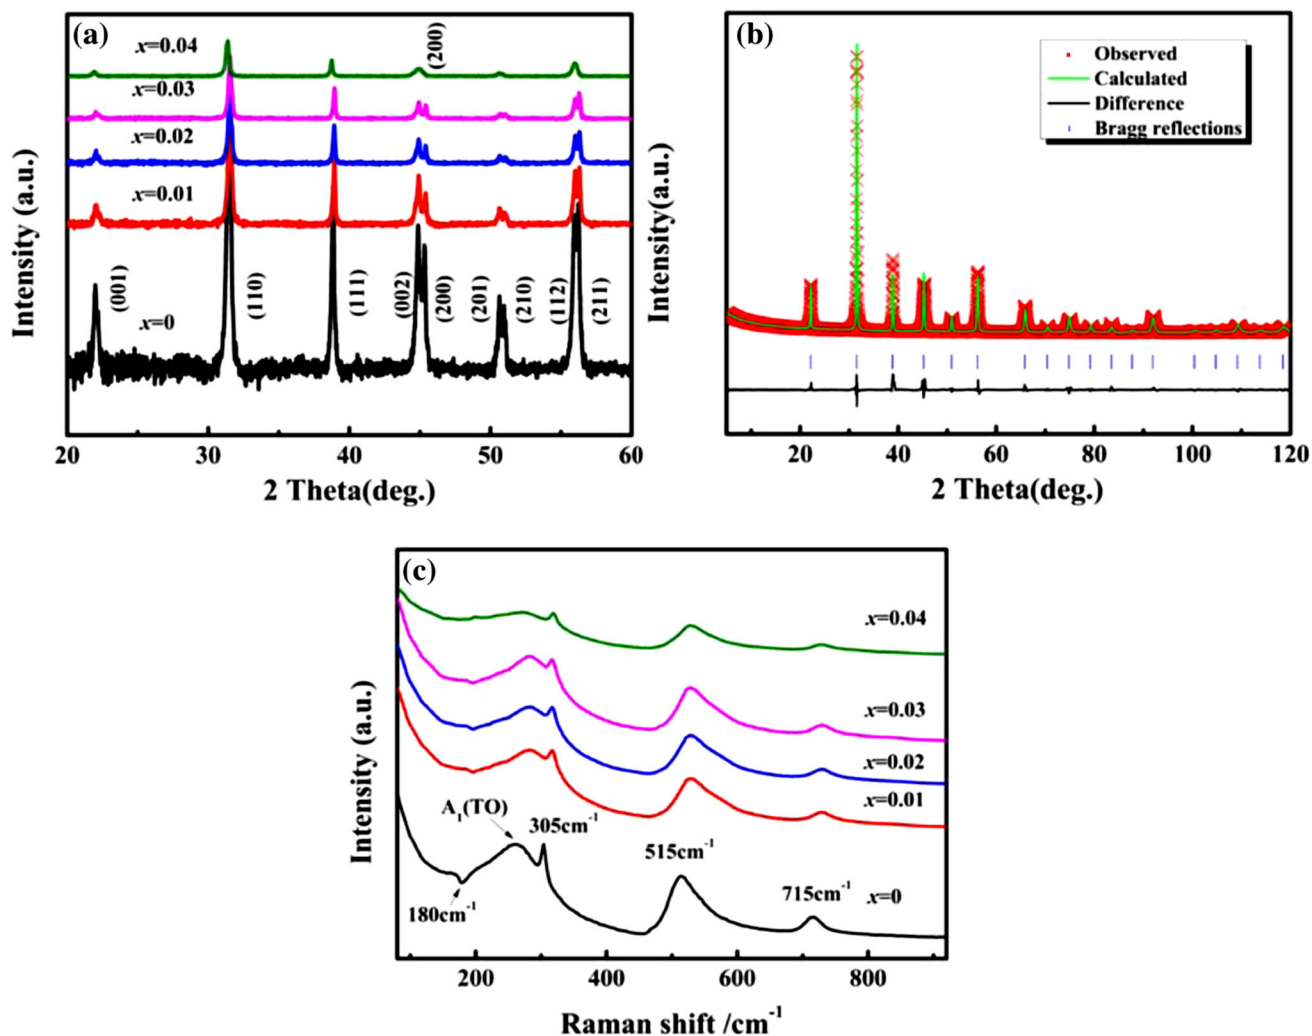 (a)
x=0.04
(200)
x=0.03
x=0.02
x=0.01
x=0
(001)
(110)
(111)
(002)
(200)
(201)
(210)
(112)
(211)
Intensity (a.u.)
20 30 40 50 60
2 Theta(deg.)
(b)
Observed
Calculated
Difference
Bragg reflections
Intensity(a.u.)
20 40 60 80 100 120
2 Theta(deg.)
(c)
x=0.04
x=0.03
x=0.02
x=0.01
A₁(TO)
305cm⁻¹
515cm⁻¹
715cm⁻¹
x=0
180cm⁻¹
Intensity (a.u.)
200 400 600 800
Raman shift /cm⁻¹